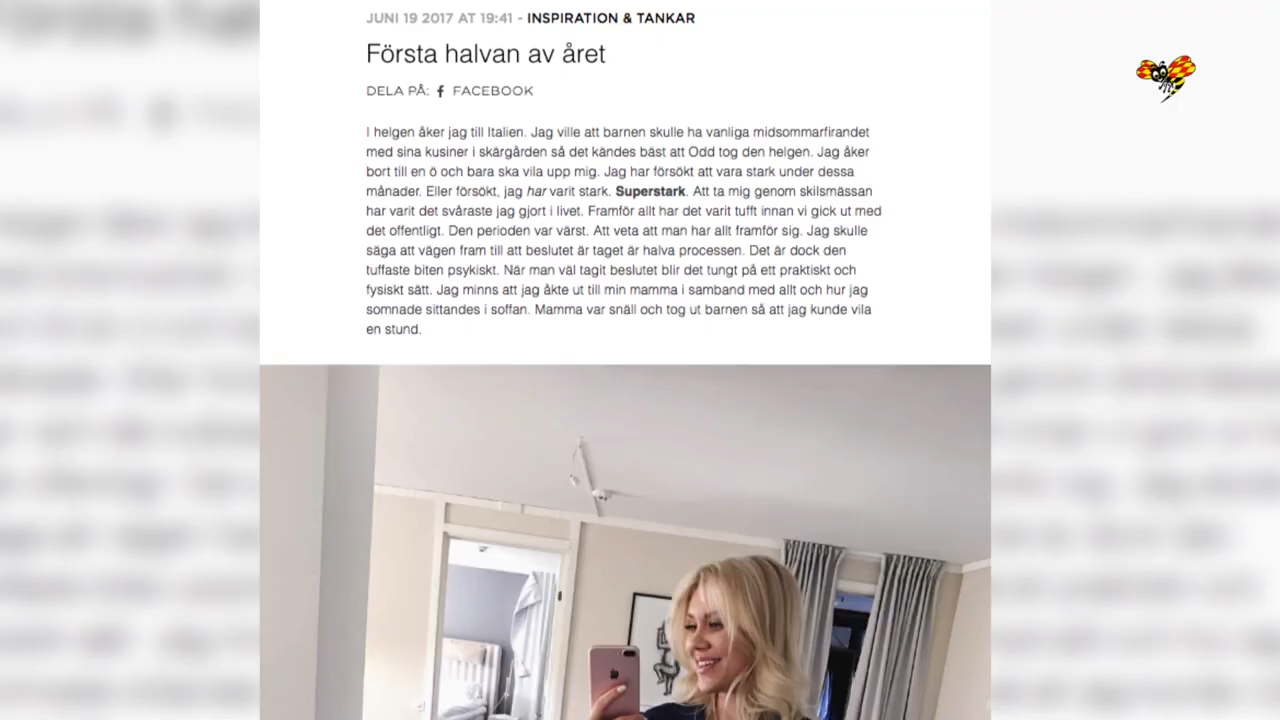 JUNI 19 2017 AT 19:41 - INSPIRATION & TANKAR
Första halvan av året
DELA PÅ: FACEBOOK
I helgen åker jag till Italien. Jag ville att barnen skulle ha vanliga midsommarfirandet
med sina kusiner i skärgården så det kändes bäst att Odd tog den helgen. Jag åker
bort till en ö och bara ska vila upp mig. Jag har försökt att vara stark under dessa
månader. Eller försökt, jag har varit stark. Superstark. Att ta mig genom skilsmässan
har varit det svåraste jag gjort i livet. Framför allt har det varit tufft innan vi gick ut med
det offentligt. Den perioden var värst. Att veta att man har allt framför sig. Jag skulle
säga att vägen fram till att beslutet är taget är halva processen. Det är dock den
tuffaste biten psykiskt. När man väl tagit beslutet blir det tungt på ett praktiskt och
fysiskt sätt. Jag minns att jag åkte ut till min mamma i samband med allt och hur jag
somnade sittandes i soffan. Mamma var snäll och tog ut barnen så att jag kunde vila
en stund.